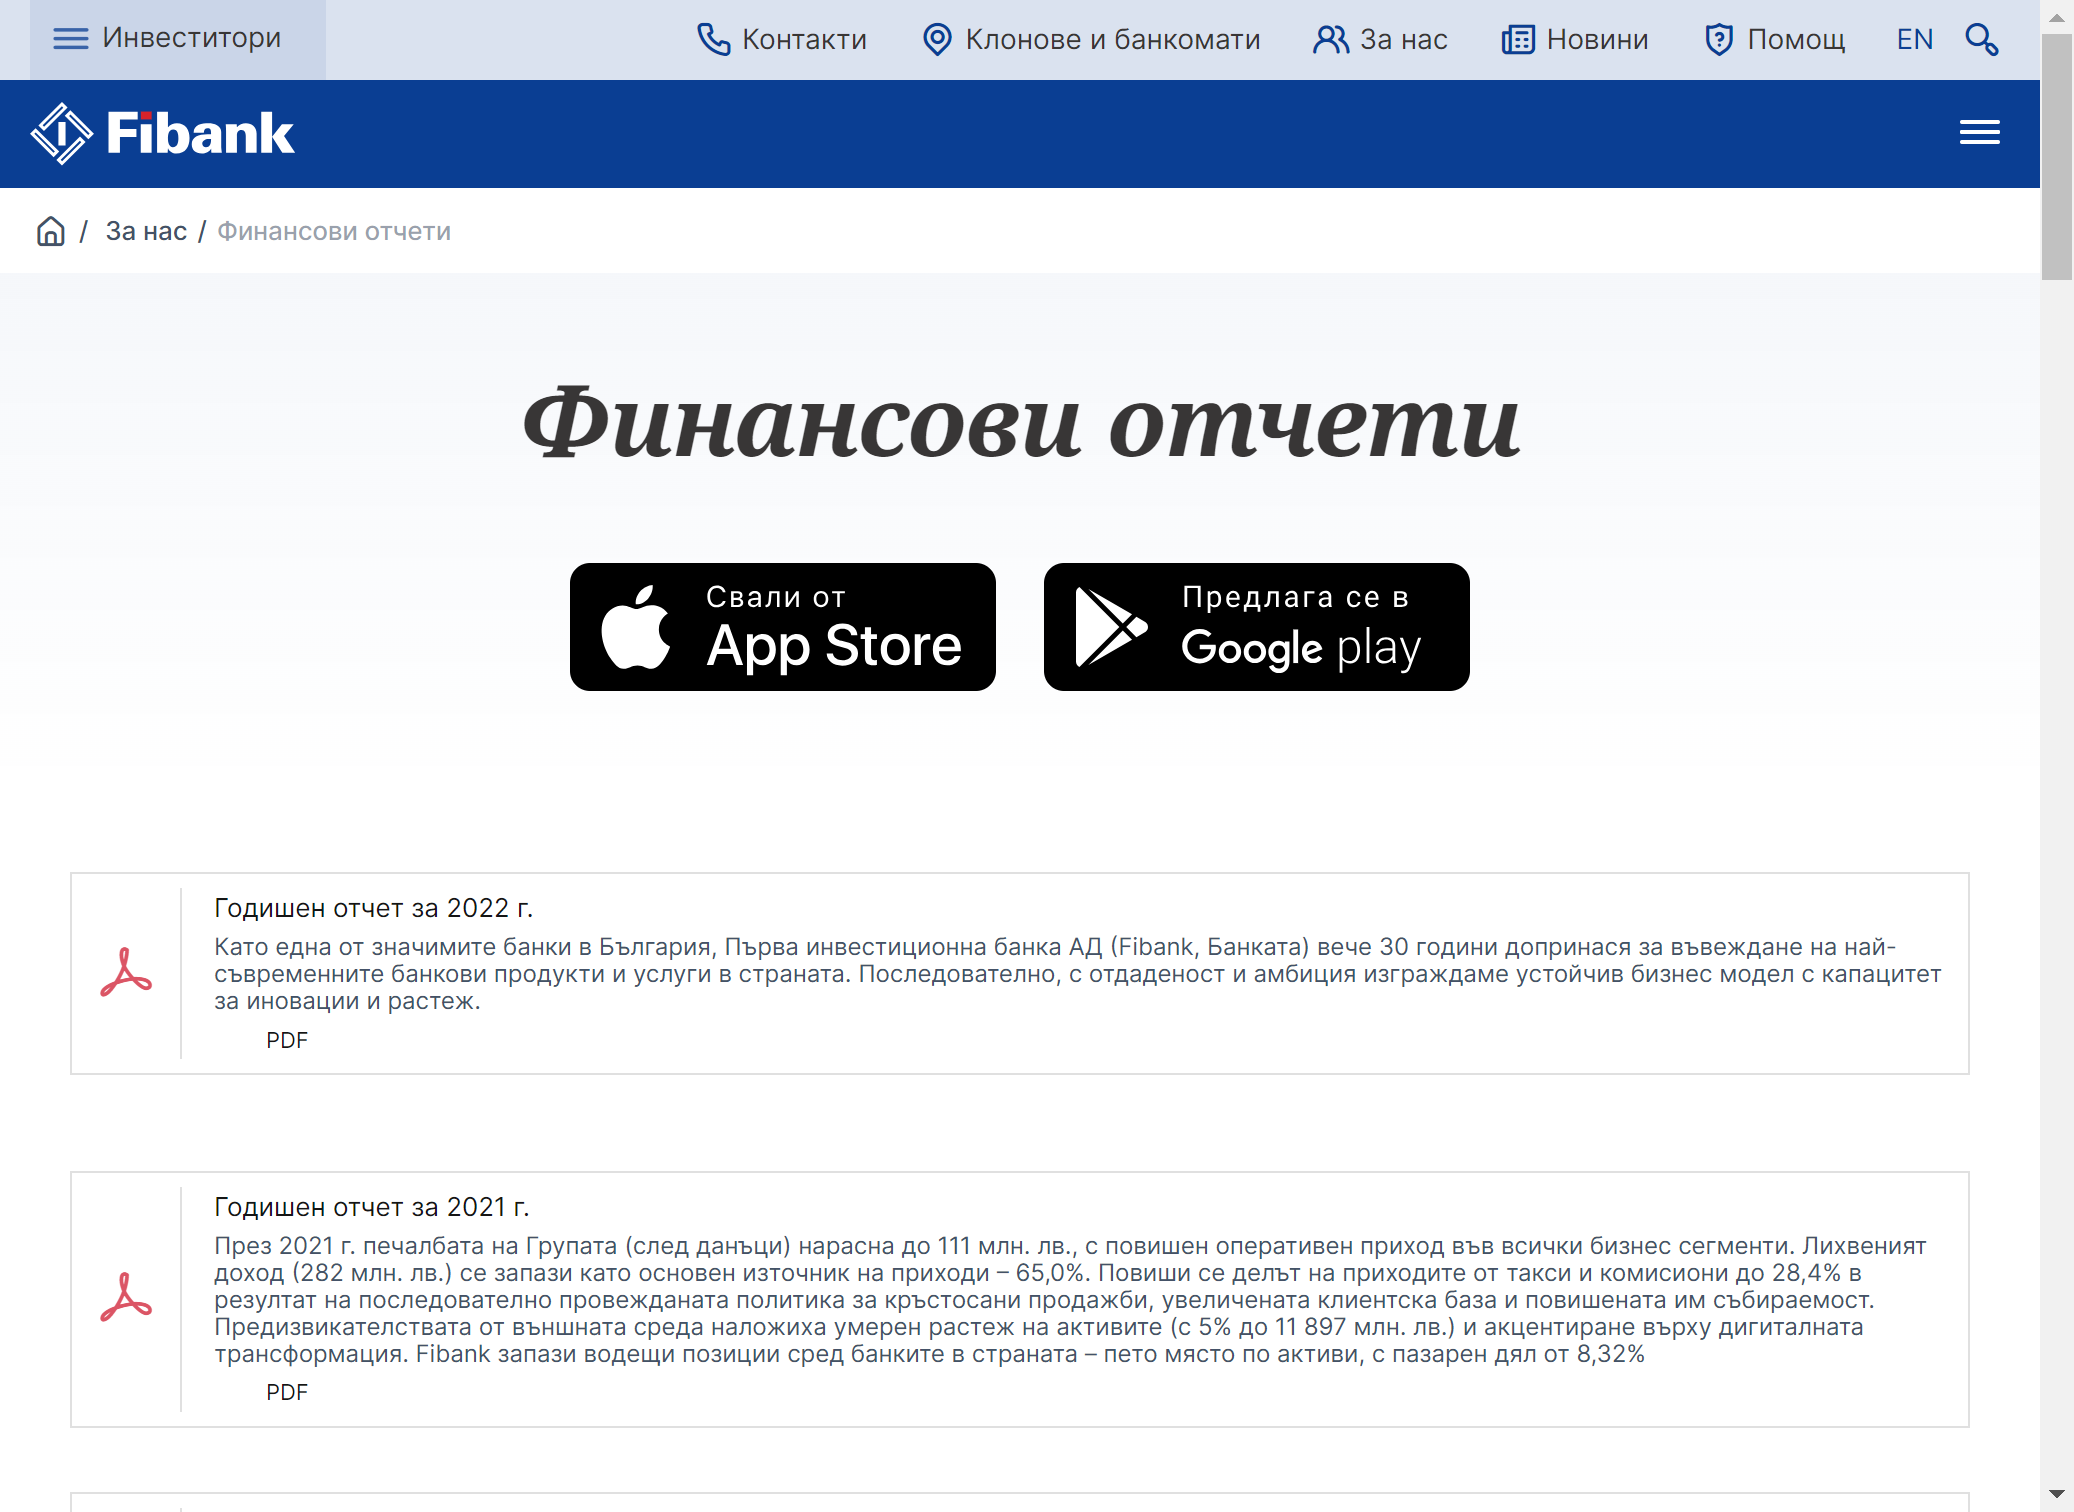 Инвеститори
Контакти
Клонове и банкомати
За нас
Новини
Помощ
EN
Fibank
/ За нас / Финансови отчети
Финансови отчети
Свали от
App Store
Предлага се в
Google play
Годишен отчет за 2022 г.
Като една от значимите банки в България, Първа инвестиционна банка АД (Fibank, Банката) вече 30 години допринася за въвеждане на най-
съвременните банкови продукти и услуги в страната. Последователно, с отдаденост и амбиция изграждаме устойчив бизнес модел с капацитет
за иновации и растеж.
PDF
Годишен отчет за 2021 г.
През 2021 г. печалбата на Групата (след данъци) нарасна до 111 млн. лв., с повишен оперативен приход във всички бизнес сегменти. Лихвеният
доход (282 млн. лв.) се запази като основен източник на приходи – 65,0%. Повиши се делът на приходите от такси и комисиони до 28,4% в
резултат на последователно провежданата политика за кръстосани продажби, увеличената клиентска база и повишената им събираемост.
Предизвикателствата от външната среда наложиха умерен растеж на активите (с 5% до 11 897 млн. лв.) и акцентиране върху дигиталната
трансформация. Fibank запази водещи позиции сред банките в страната – пето място по активи, с пазарен дял от 8,32%
PDF